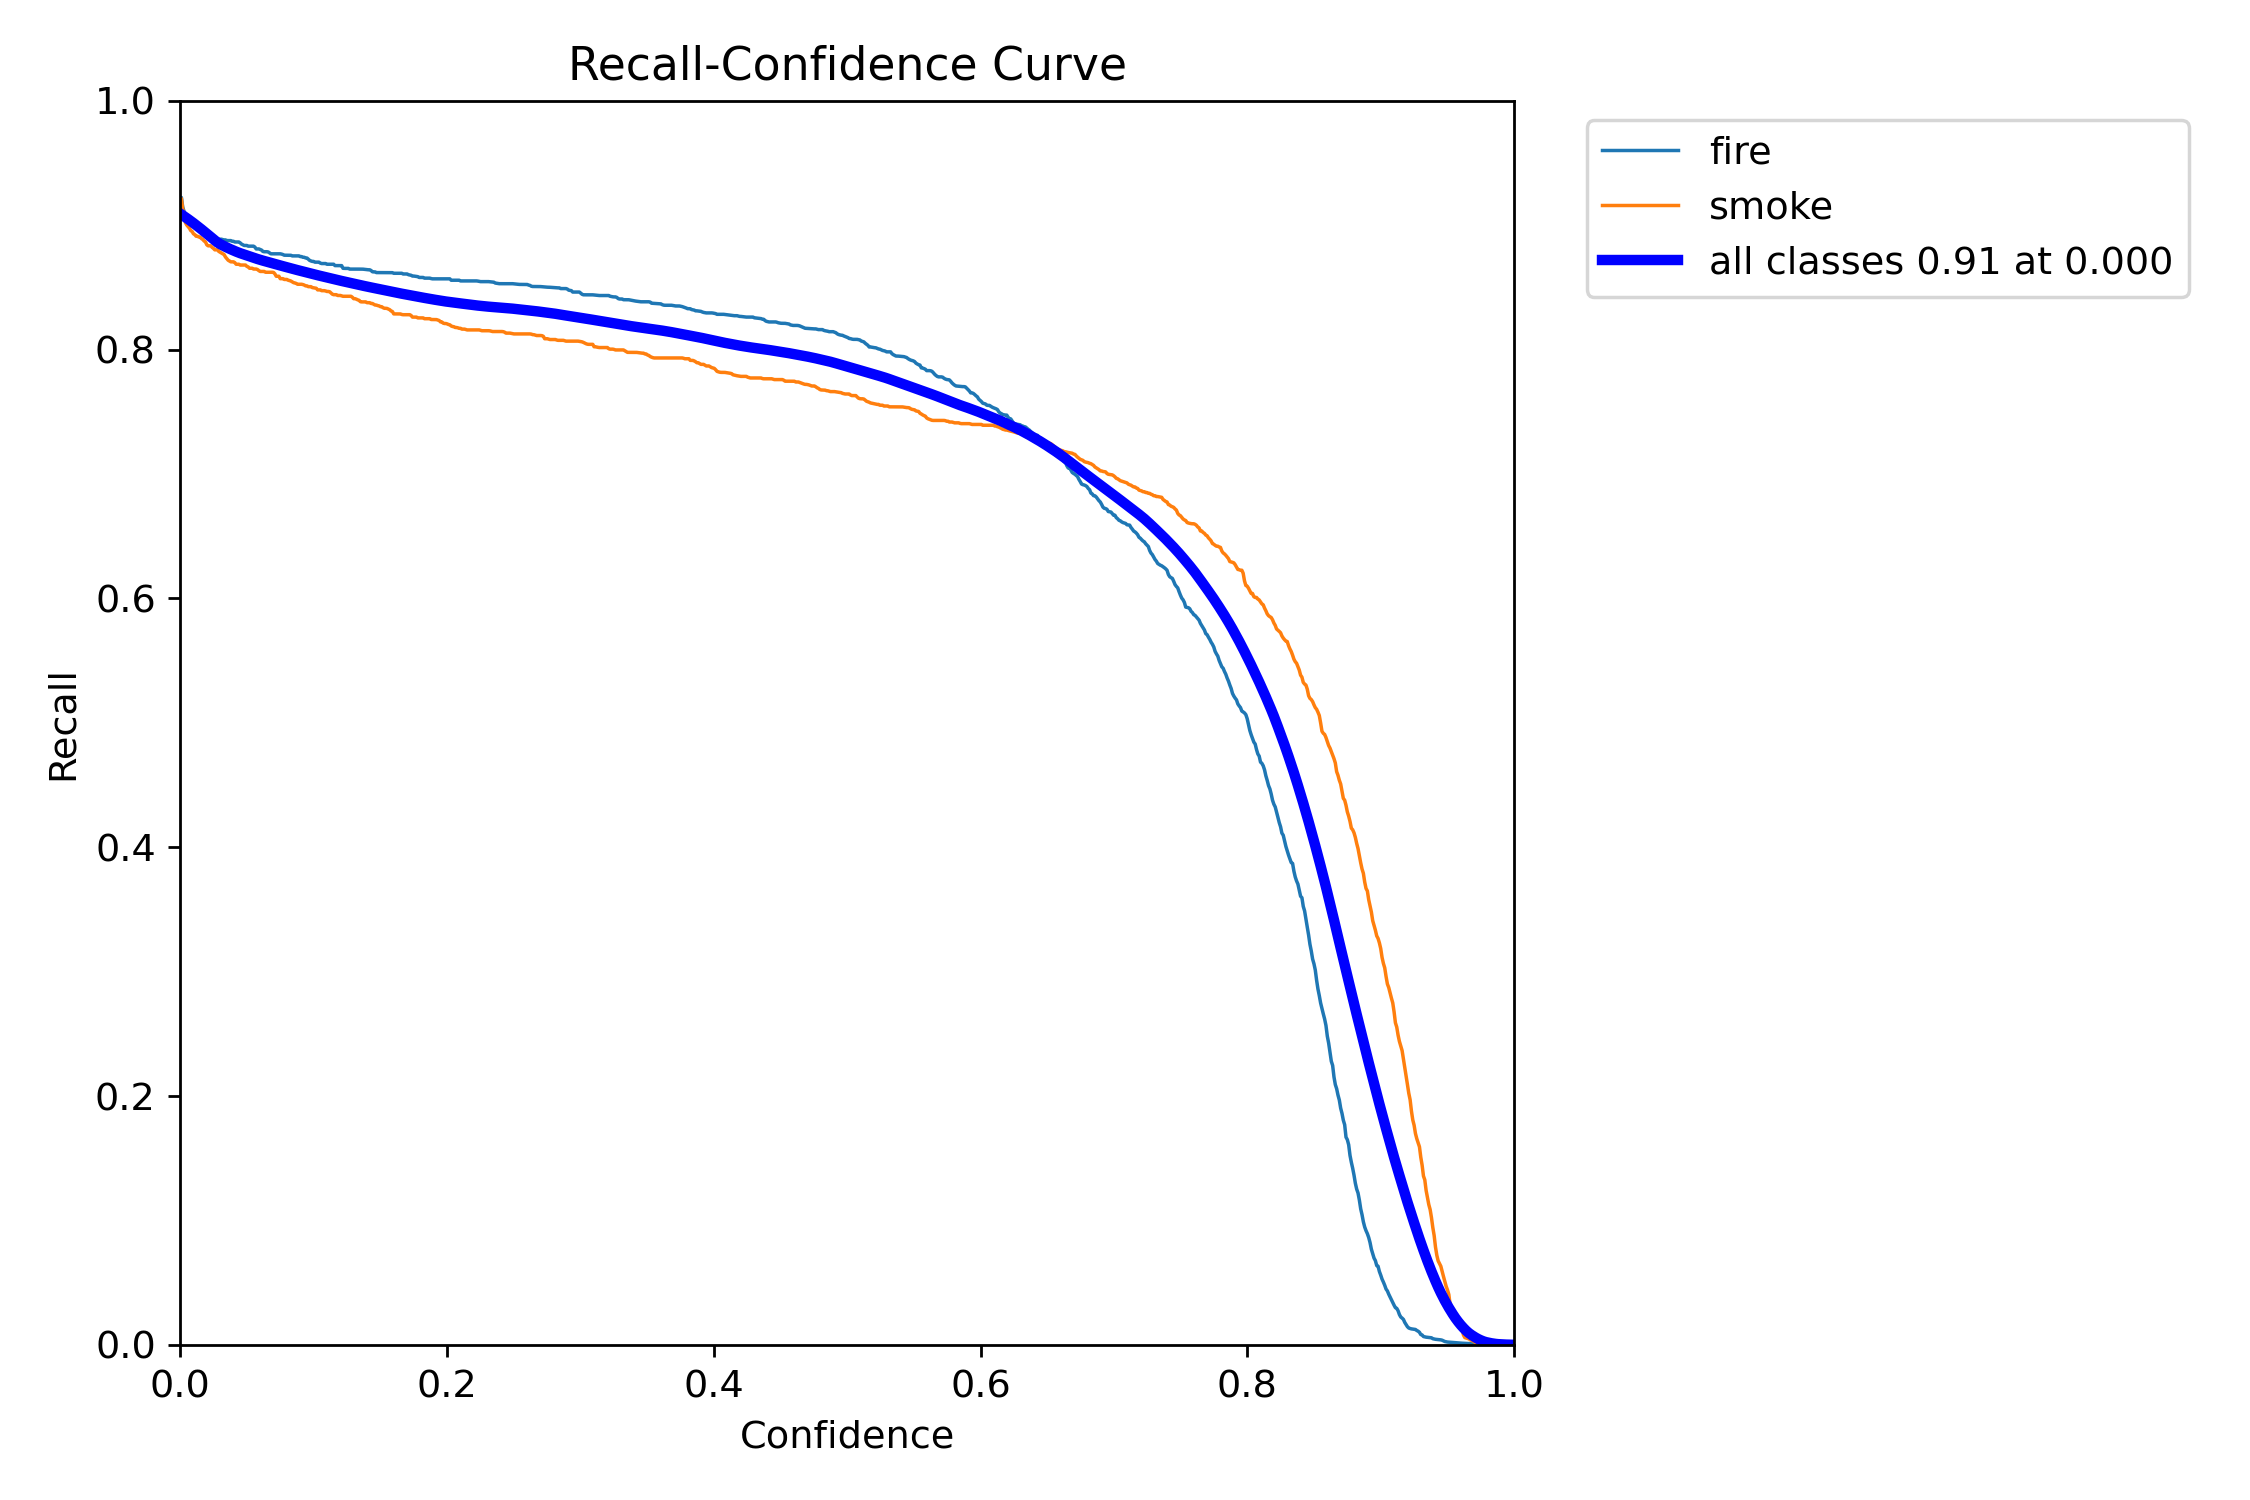 Recall-Confidence Curve
1.0
0.8
0.6
0.4
0.2
0.0
Recall
0.0 0.2 0.4 0.6 0.8 1.0
Confidence
fire
smoke
all classes 0.91 at 0.000